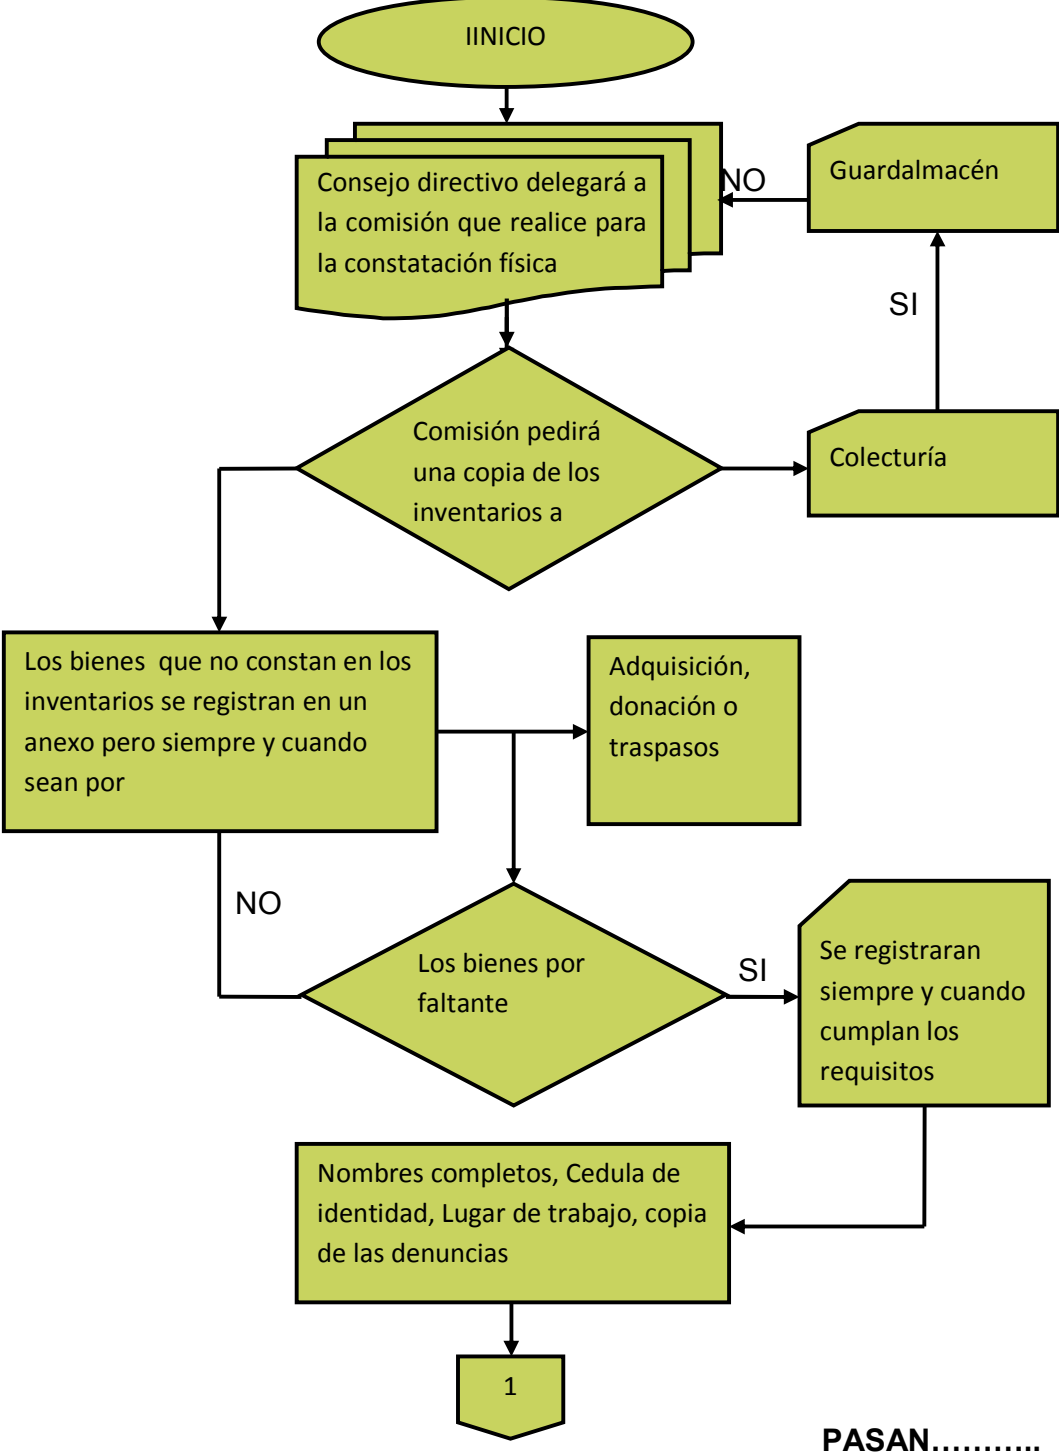 IINICIO
Consejo directivo delegará a
la comisión que realice para
la constatación física
NO
Guardalmacén
SI
Comisión pedirá
una copia de los
inventarios a
Colecturía
Los bienes que no constan en los
inventarios se registran en un
anexo pero siempre y cuando
sean por
Adquisición,
donación o
traspasos
NO
Los bienes por
faltante
SI
Se registraran
siempre y cuando
cumplan los
requisitos
Nombres completos, Cedula de
identidad, Lugar de trabajo, copia
de las denuncias
1
PASAN………..